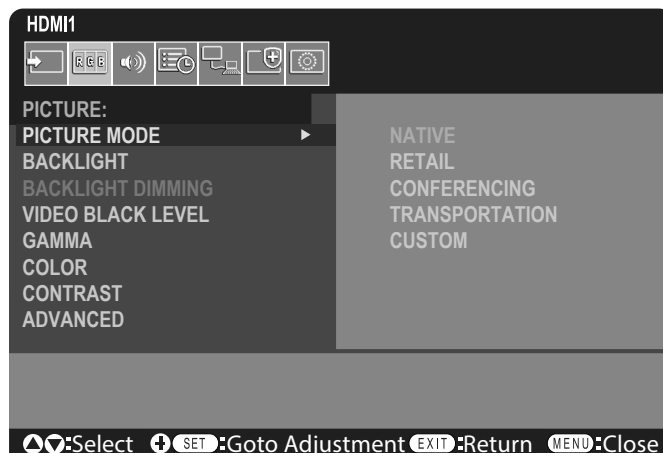 HDMI1
RGB
PICTURE:
PICTURE MODE
BACKLIGHT
BACKLIGHT DIMMING
VIDEO BLACK LEVEL
GAMMA
COLOR
CONTRAST
ADVANCED
NATIVE
RETAIL
CONFERENCING
TRANSPORTATION
CUSTOM
:Select SET:Goto Adjustment EXIT:Return MENU:Close